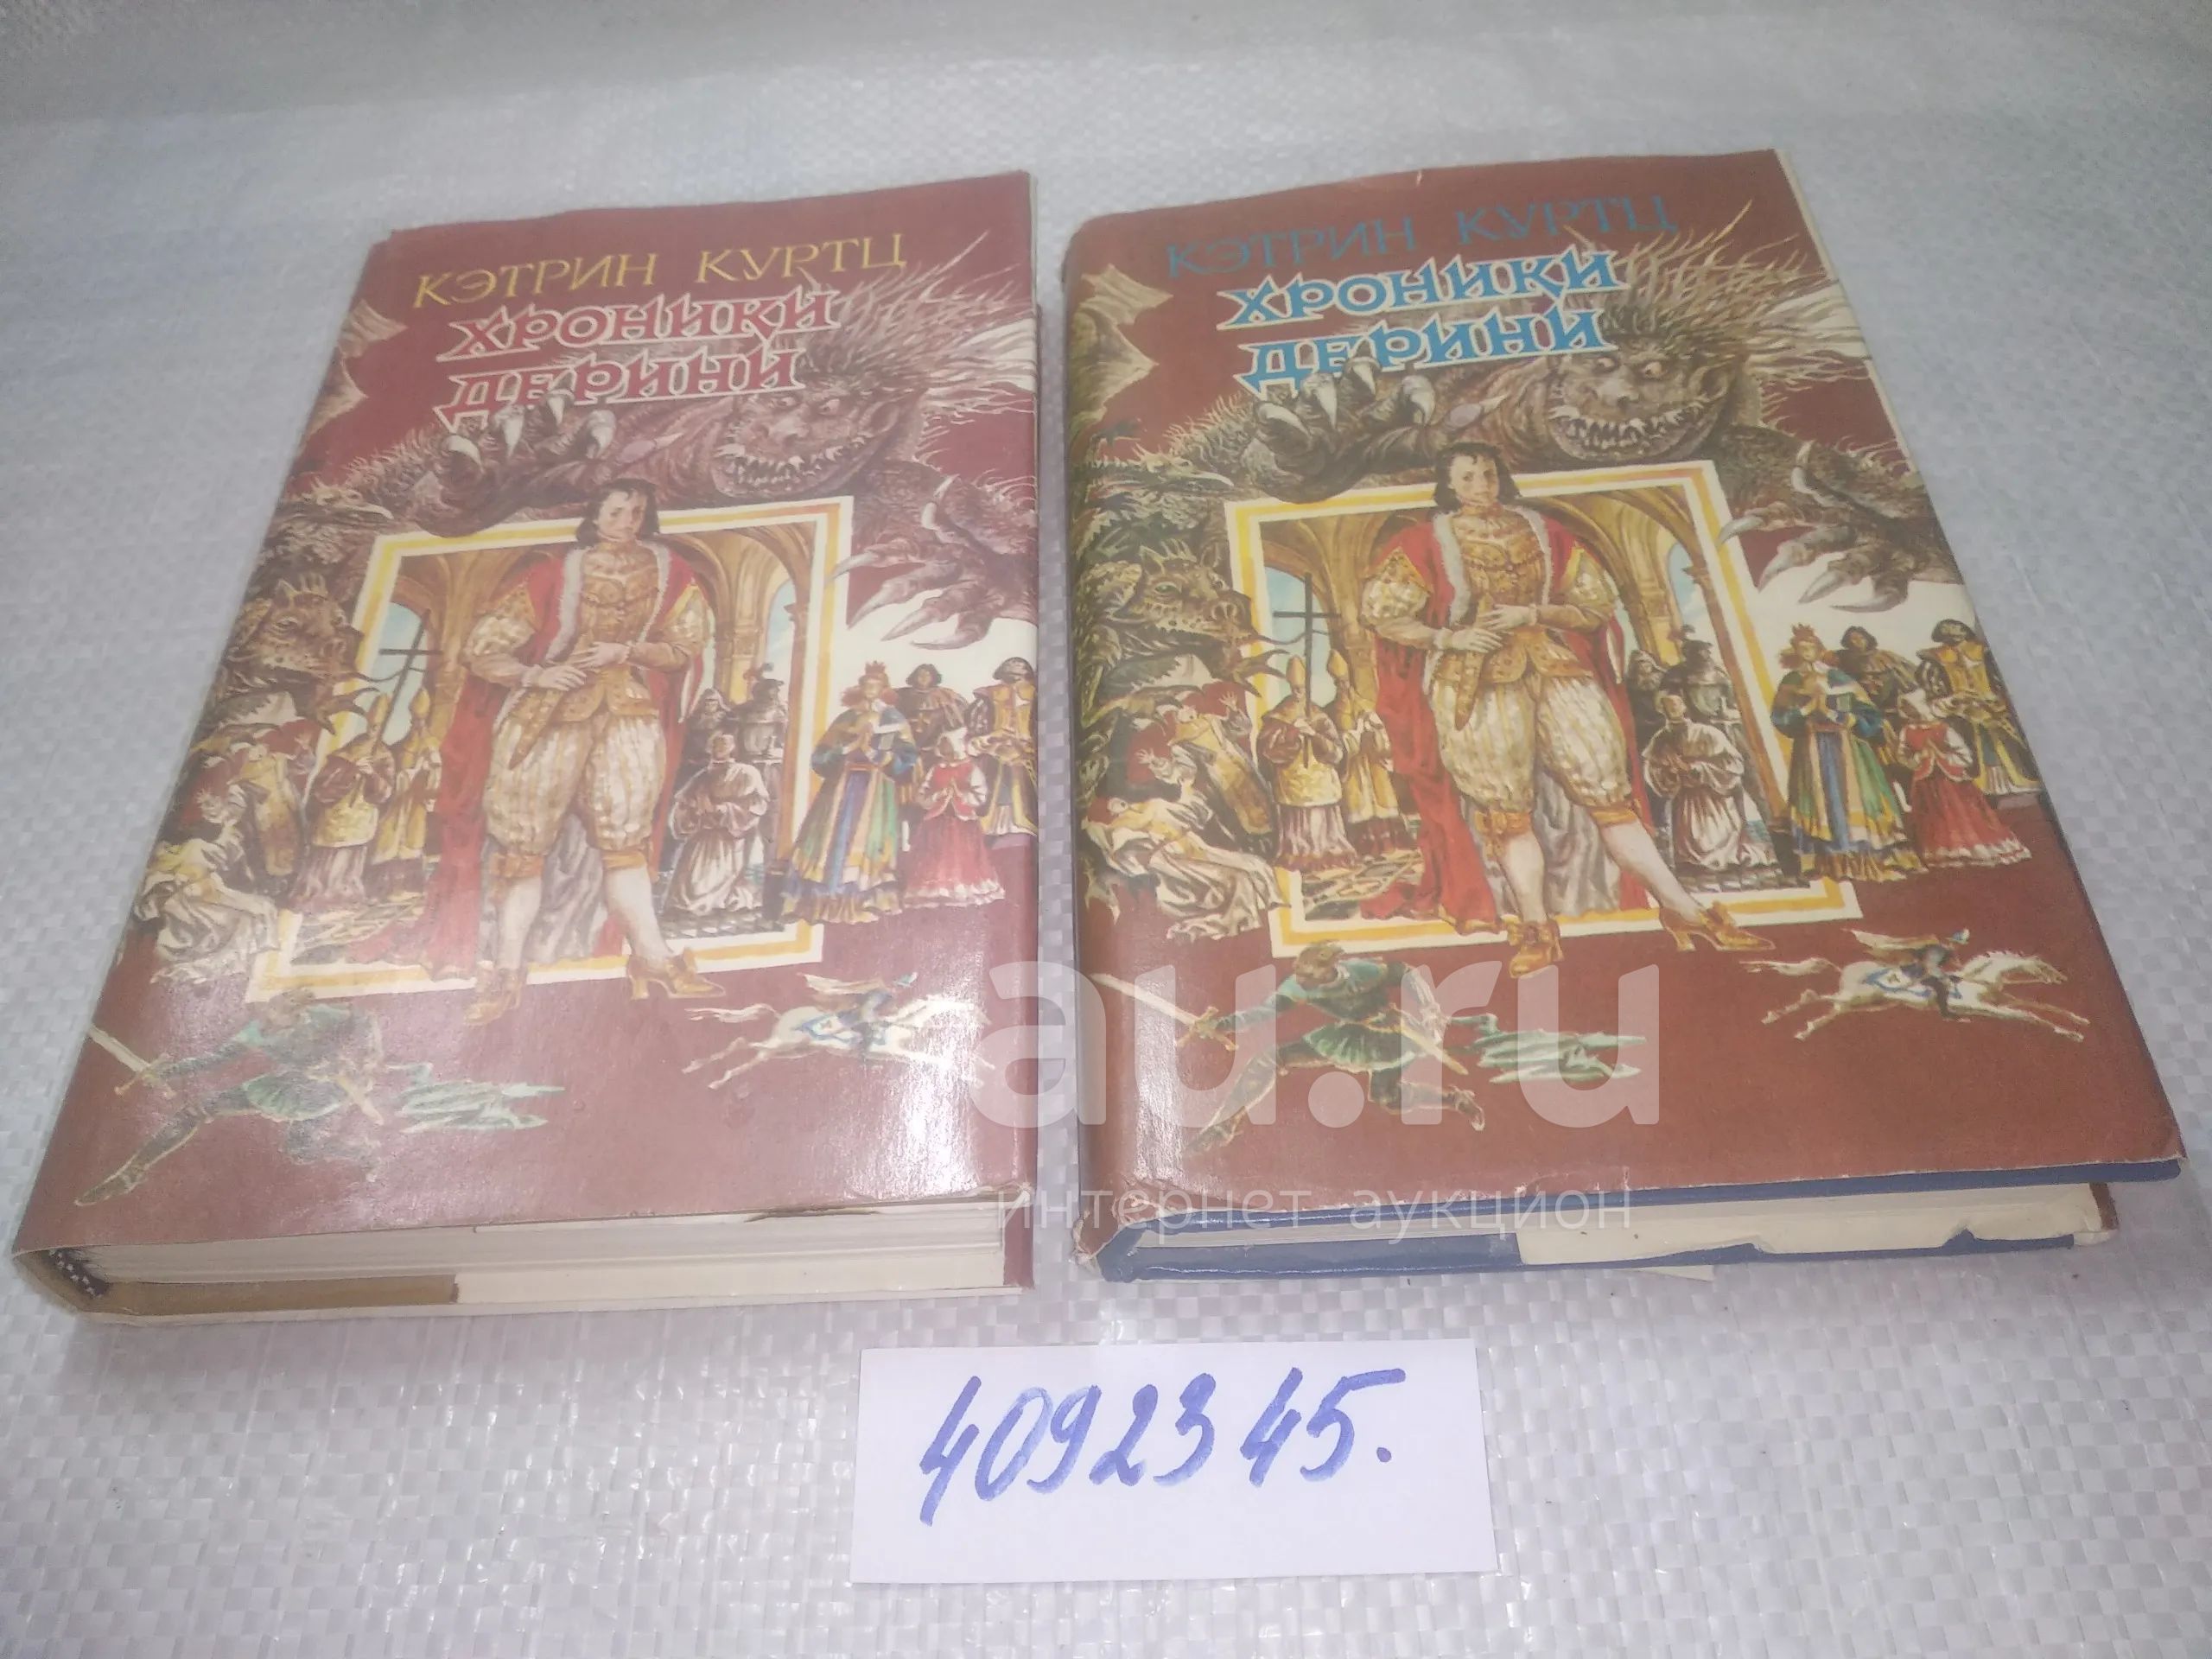 КЭТРИН КУРТЦ
ХРОНИКИ
ДЕРИНИ
КЭТРИН КУРТЦ
ХРОНИКИ
ДЕРИНИ
au.ru
интернет аукцион
4092345.